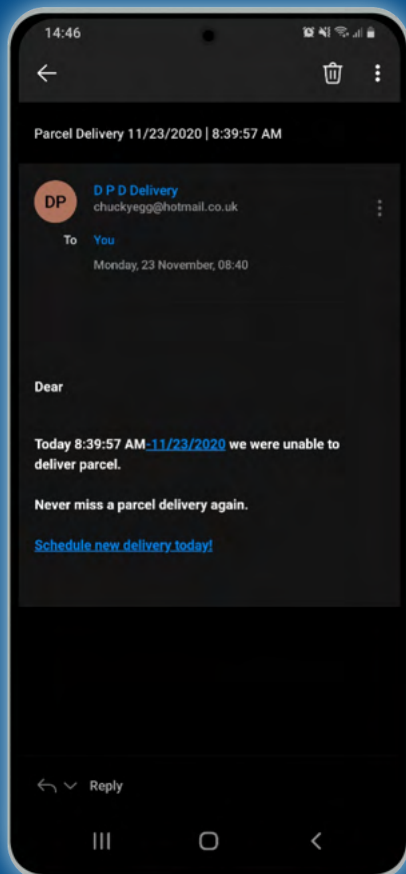 14:46
Parcel Delivery 11/23/2020 | 8:39:57 AM
DP
D P D Delivery
chuckyegg@hotmail.co.uk
To You
Monday, 23 November, 08:40
Dear
Today 8:39:57 AM-11/23/2020 we were unable to
deliver parcel.
Never miss a parcel delivery again.
Schedule new delivery today!
Reply